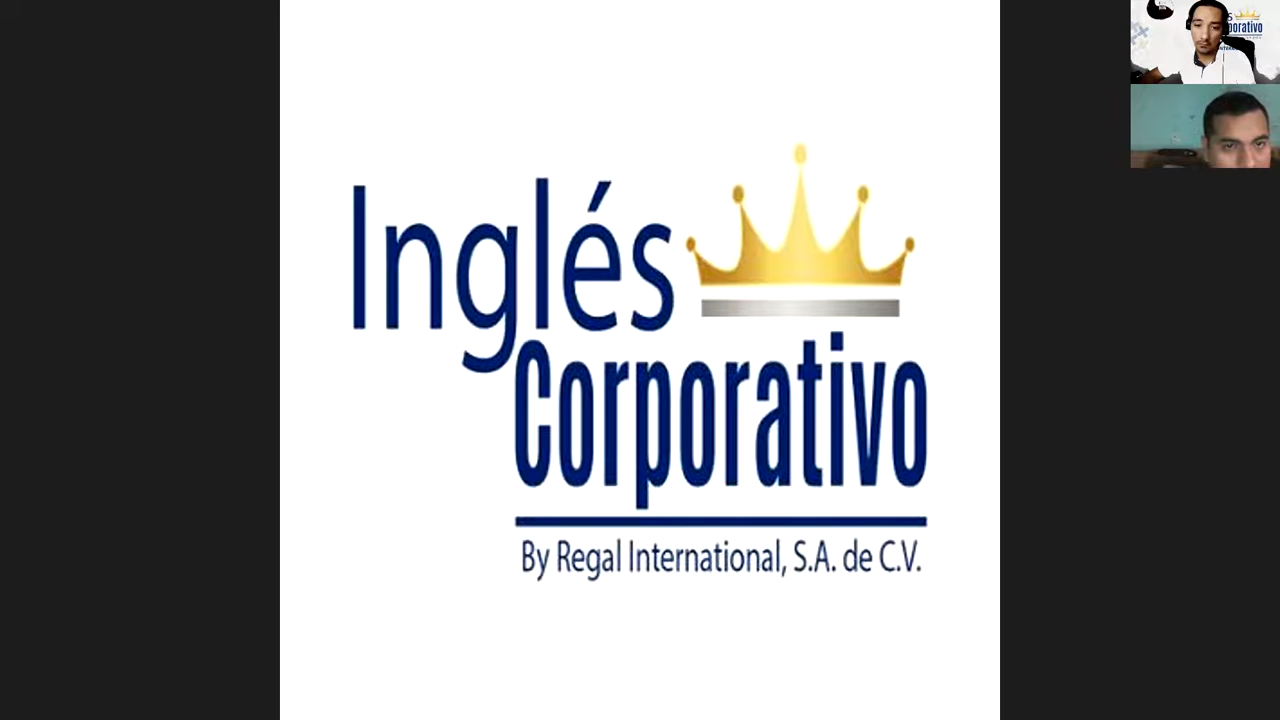 Inglés
Corporativo
By Regal International, S.A. de C.V.